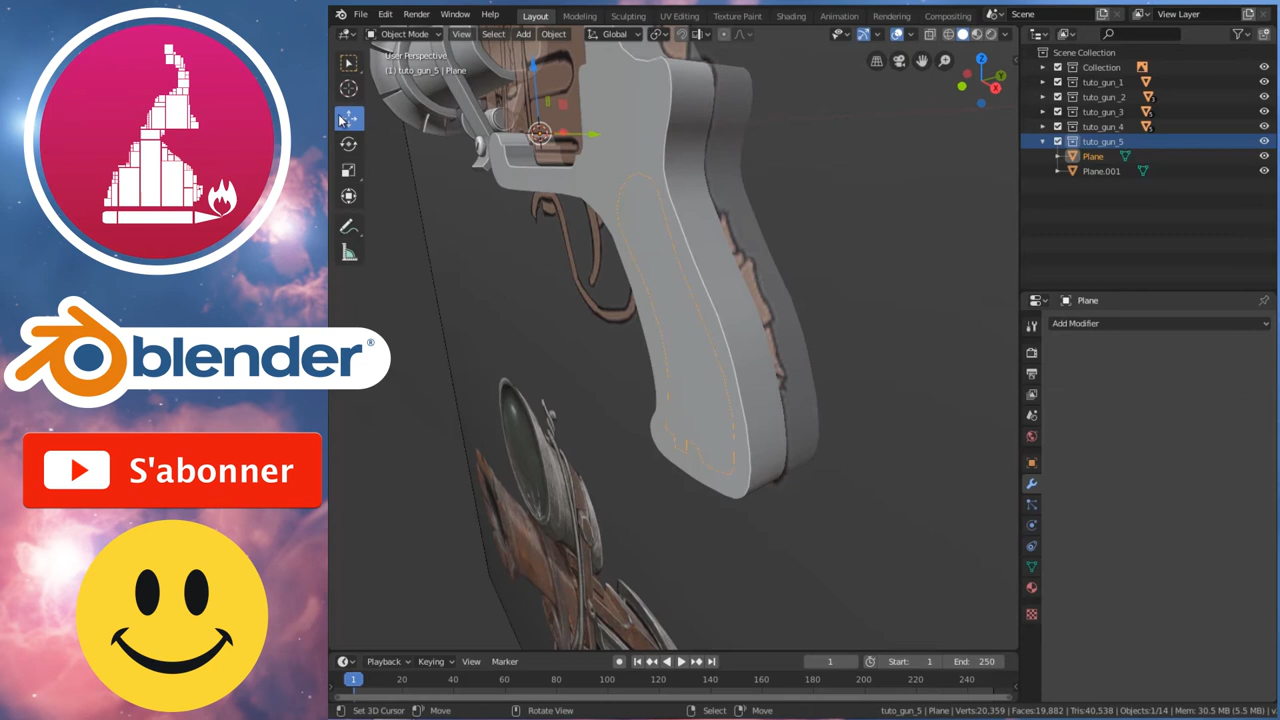 blender®
S'abonner
File Edit Render Window Help
Layout Modeling Sculpting UV Editing Texture Paint Shading Animation Rendering Compositing
Scene
View Layer
Object Mode View Select Add Object Global
User Perspective
(1) tuto_gun_5 | Plane
Z
Y
X
Scene Collection
Collection
tuto_gun_1
tuto_gun_2
tuto_gun_3
tuto_gun_4
tuto_gun_5
Plane
Plane.001
Plane
Add Modifier
Playback Keying View Marker
1
Start: 1
End: 250
1 20 40 60 80 100 120 140 160 180 200 220 240
Set 3D Cursor Move Rotate View Select Move
tuto_gun_5 | Plane | Verts:20,359 | Faces:19,882 | Tris:40,538 | Objects:1/14 | Mem: 30.5 MB (5.5 MB) | v